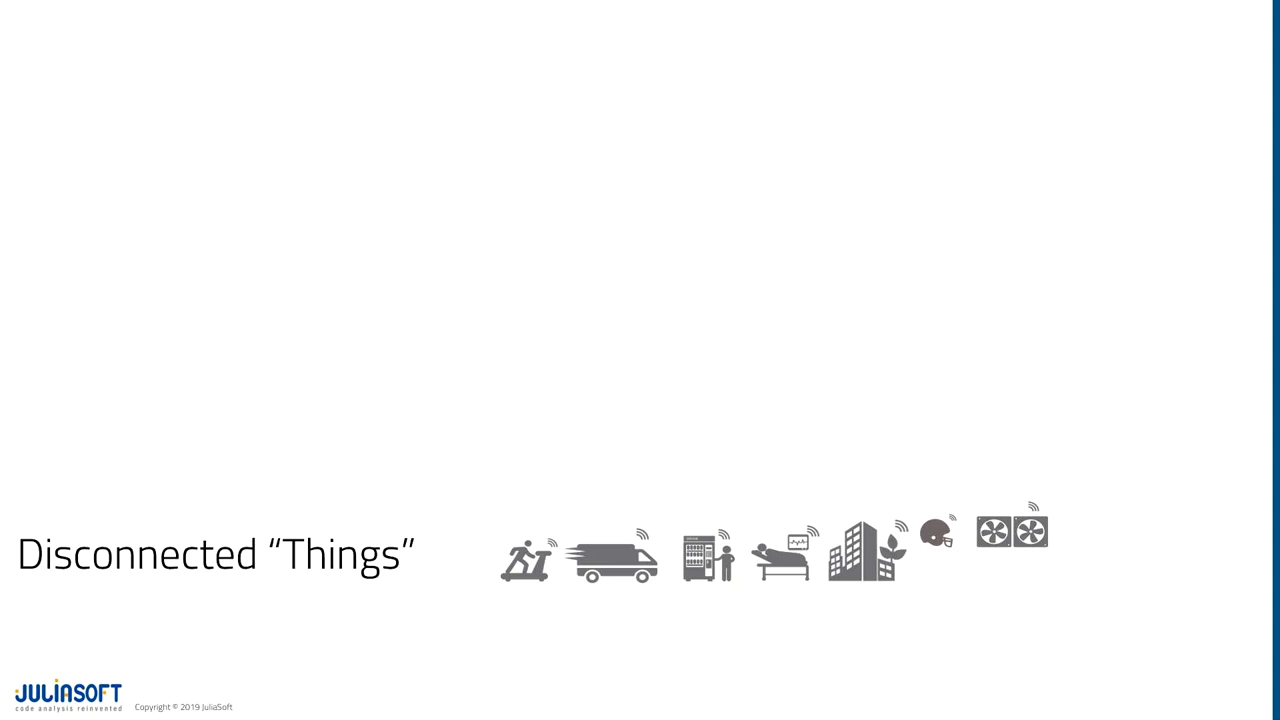 Disconnected “Things”
JULIASOFT
code analysis reinvented
Copyright © 2019 JuliaSoft